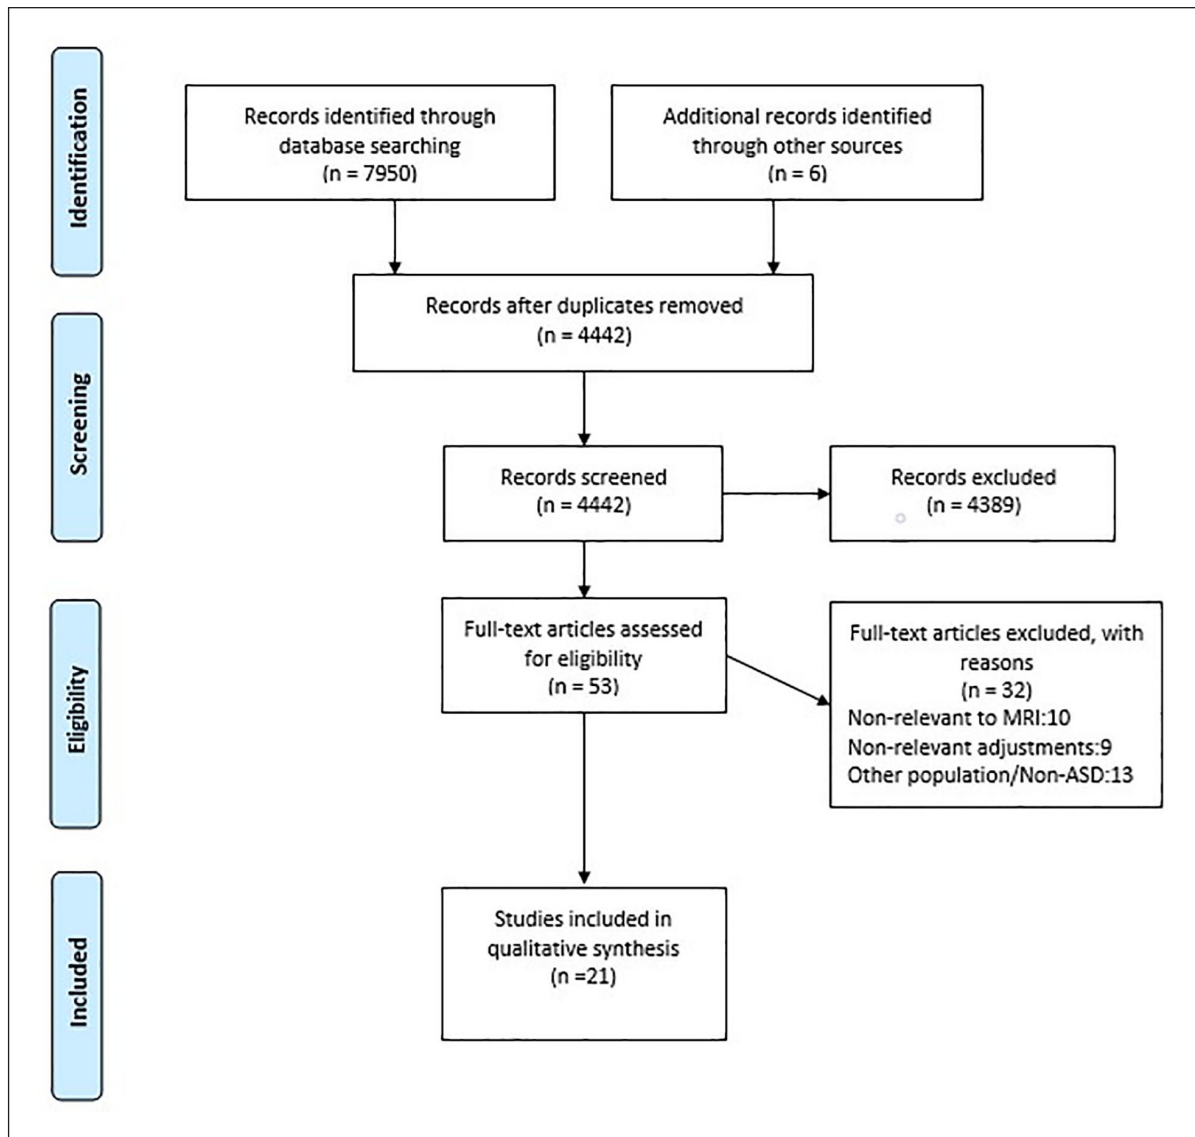 Identification
Records identified through
database searching
(n = 7950)
Additional records identified
through other sources
(n = 6)
Records after duplicates removed
(n = 4442)
Screening
Records screened
(n = 4442)
Records excluded
(n = 4389)
Eligibility
Full-text articles assessed
for eligibility
(n = 53)
Full-text articles excluded, with
reasons
(n = 32)
Non-relevant to MRI:10
Non-relevant adjustments:9
Other population/Non-ASD:13
Included
Studies included in
qualitative synthesis
(n =21)